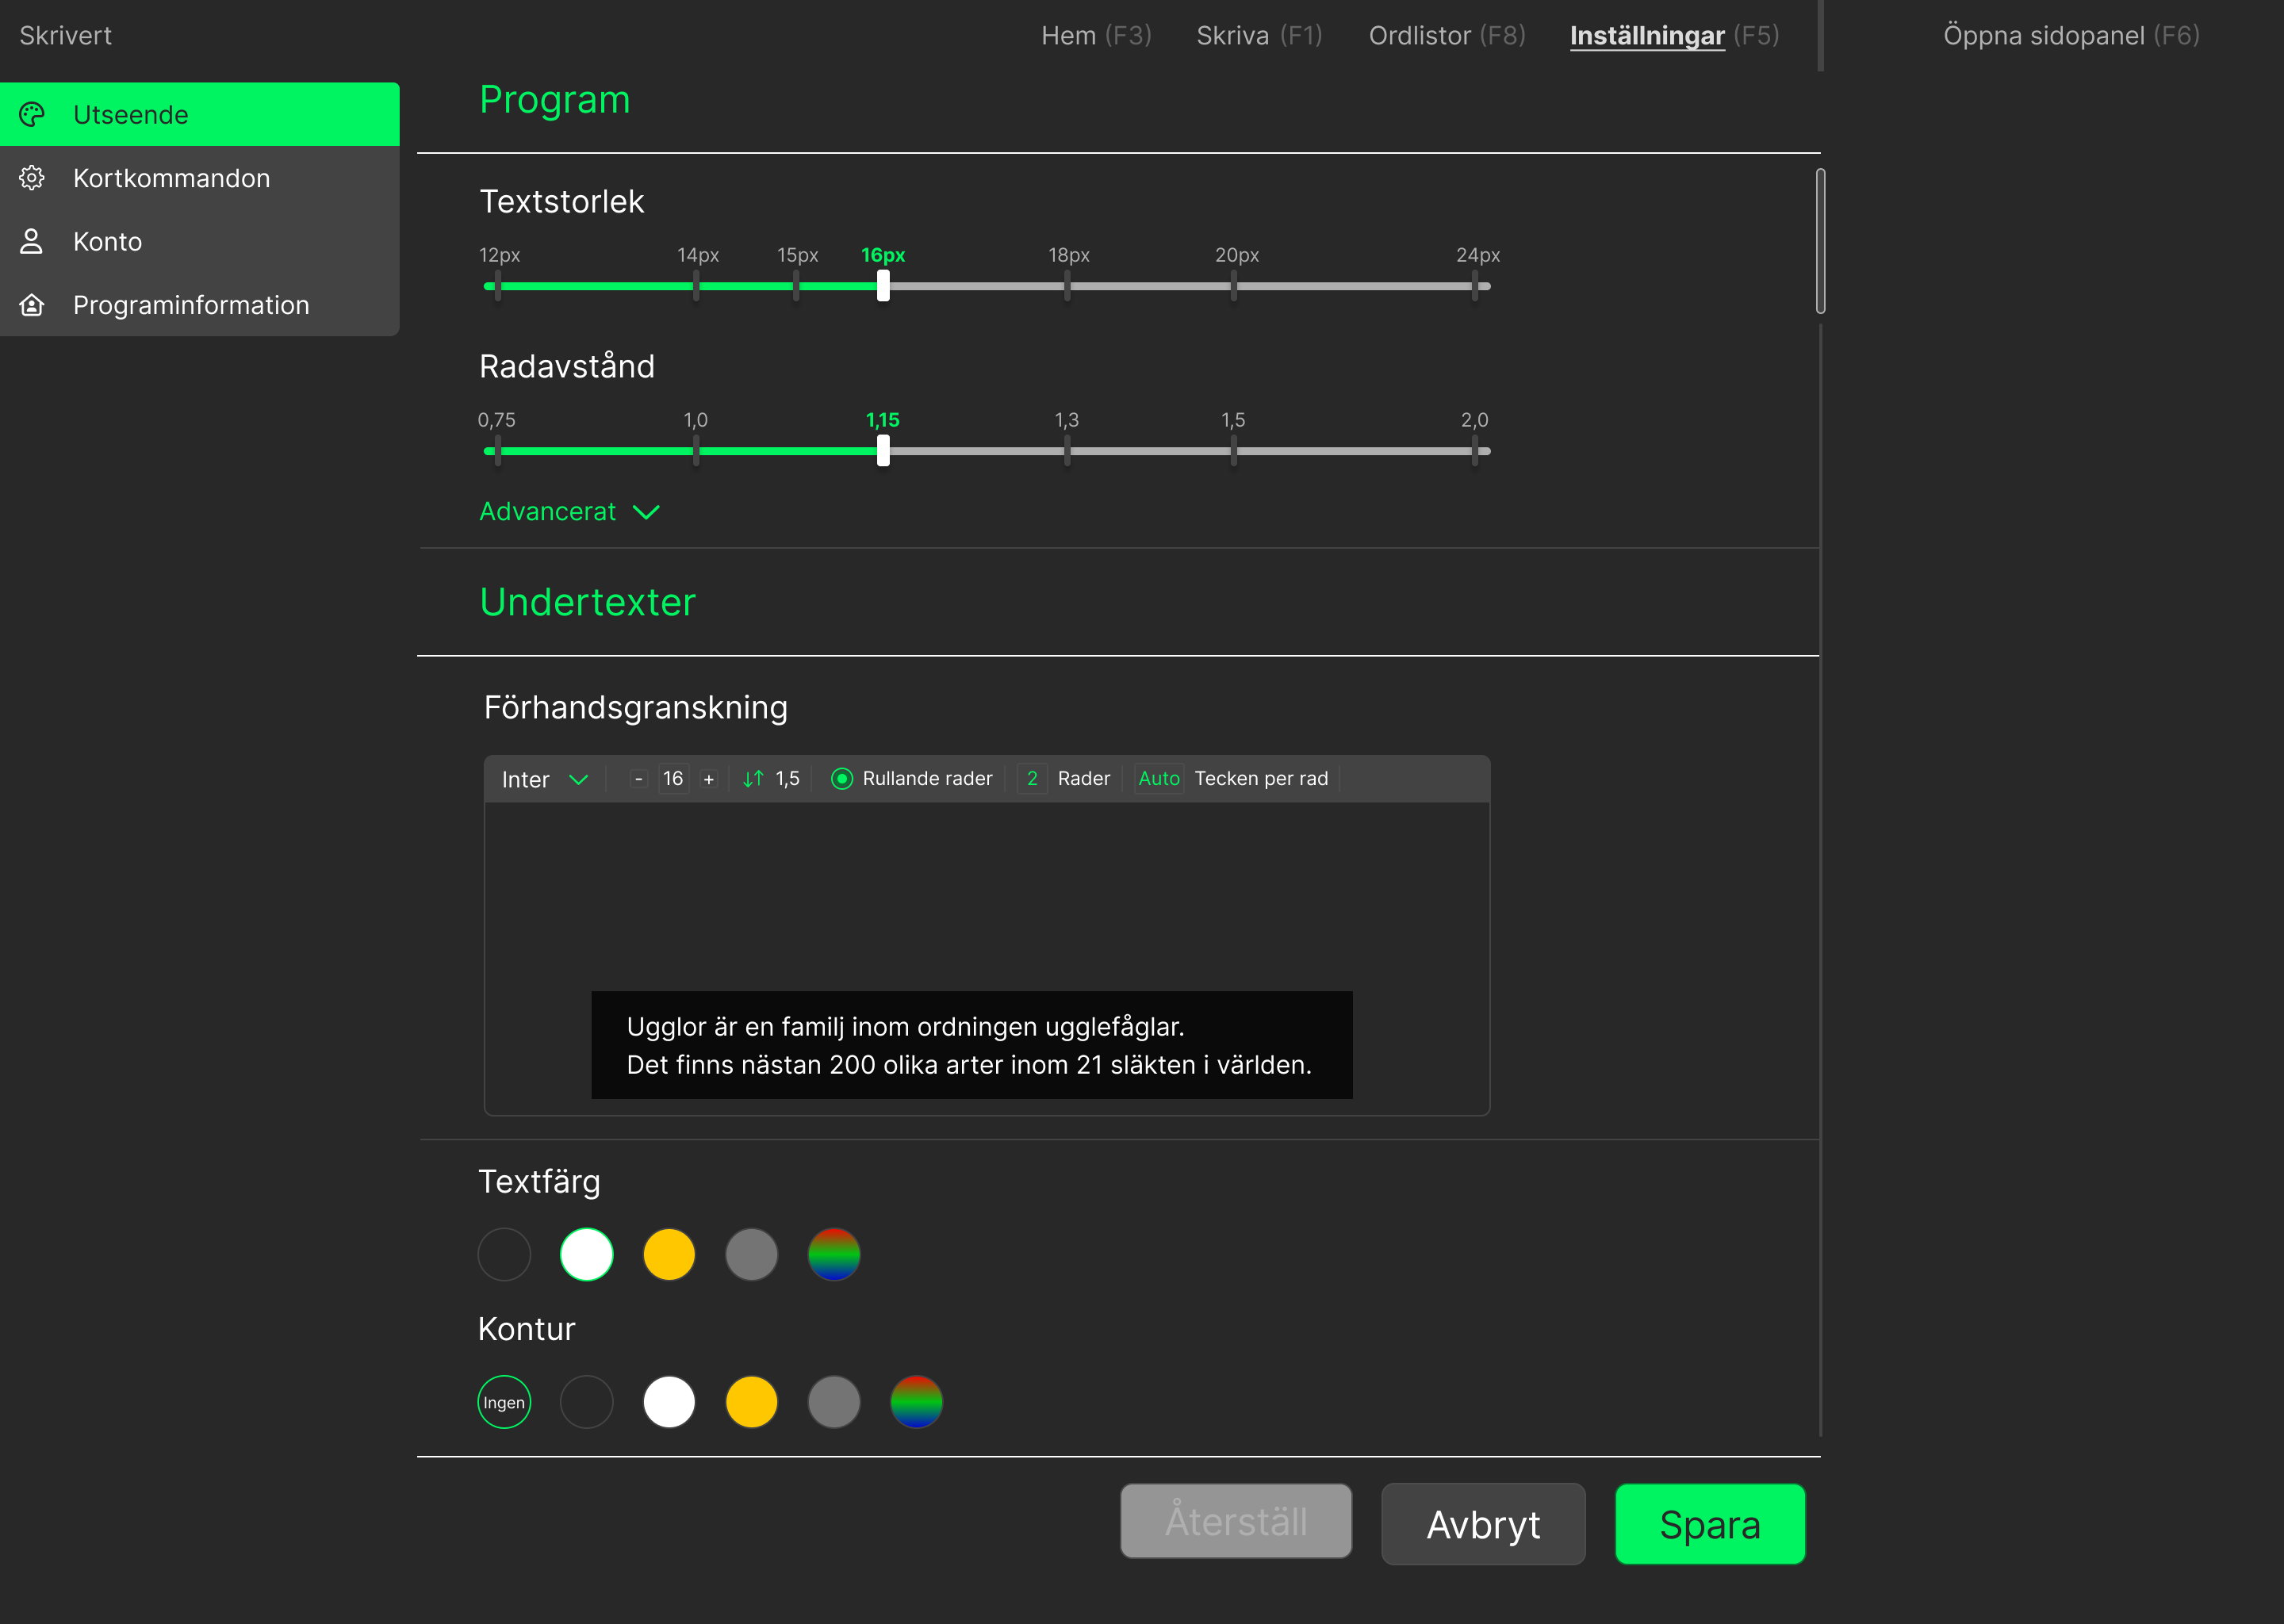 Skrivert
Hem (F3) Skriva (F1) Ordlistor (F8) Inställningar (F5) Öppna sidopanel (F6)
Utseende
Kortkommandon
Konto
Programinformation
Program
Textstorlek
12px 14px 15px 16px 18px 20px 24px
Radavstånd
0,75 1,0 1,15 1,3 1,5 2,0
Advancerat
Undertexter
Förhandsgranskning
Inter - 16 + 1,5 Rullande rader 2 Rader Auto Tecken per rad
Ugglor är en familj inom ordningen ugglefåglar.
Det finns nästan 200 olika arter inom 21 släkten i världen.
Textfärg
Kontur
Ingen
Återställ Avbryt Spara